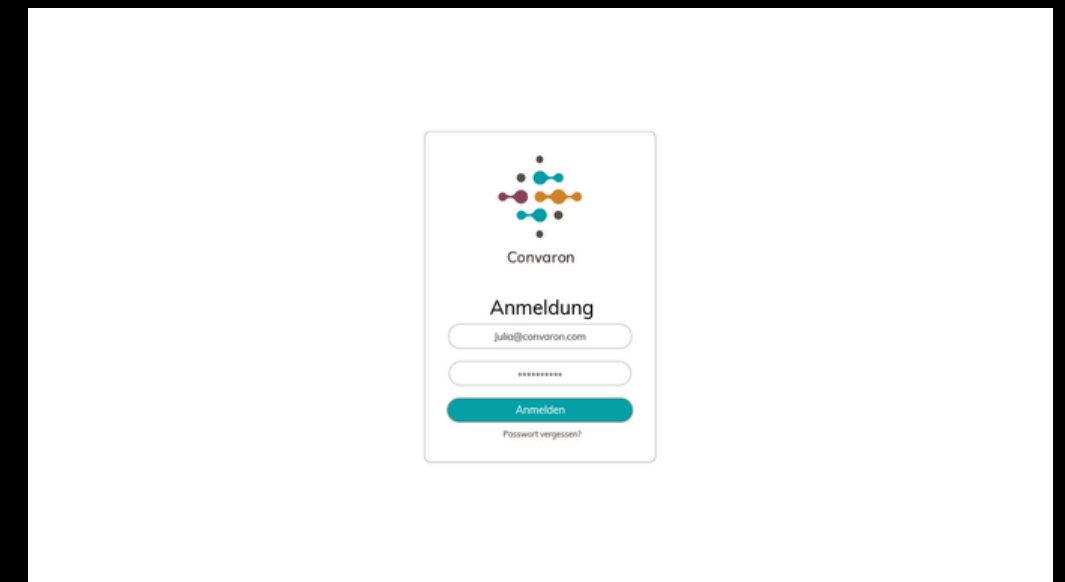 Convaron
Anmeldung
Julia@convaron.com
**********
Anmelden
Passwort vergessen?